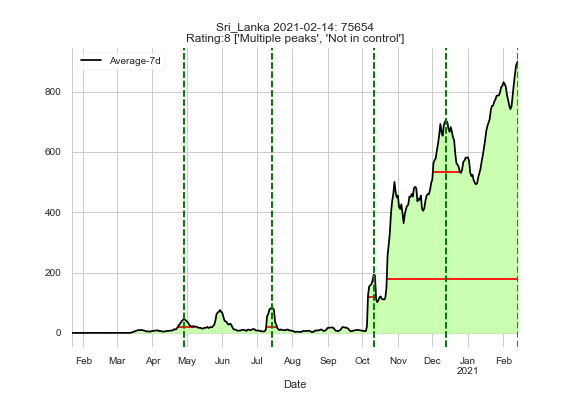 Sri_Lanka 2021-02-14: 75654
Rating:8 ['Multiple peaks', 'Not in control']
Average-7d
800
600
400
200
0
Feb Mar Apr May Jun Jul Aug Sep Oct Nov Dec Jan Feb
2021
Date